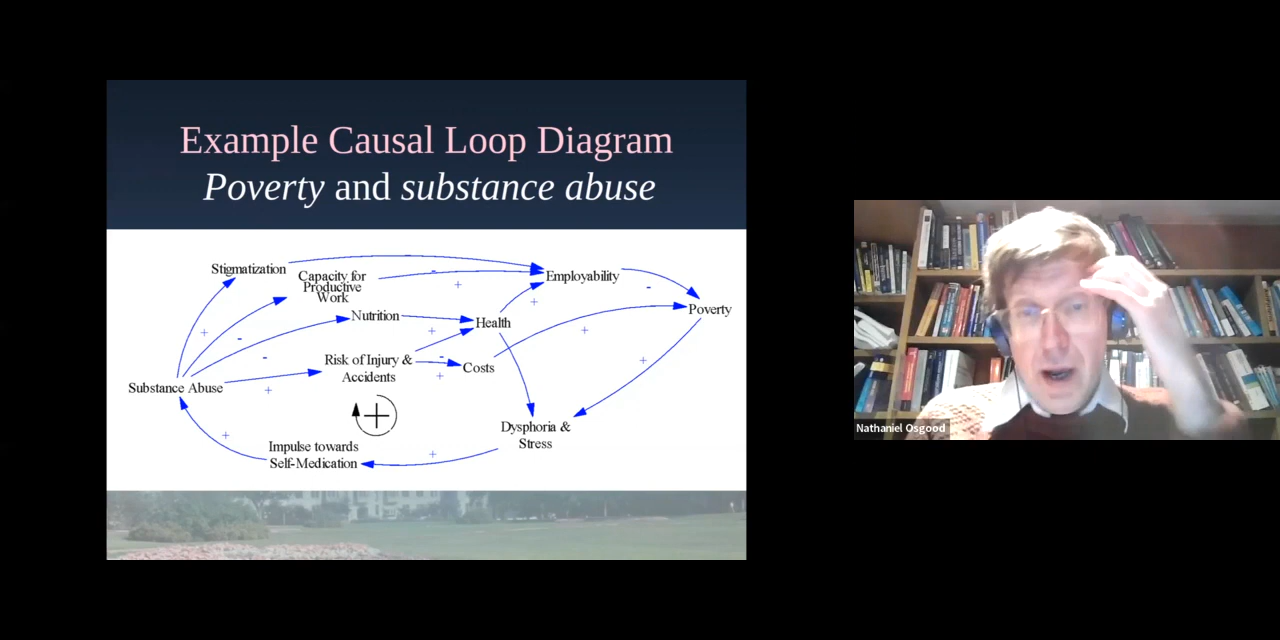 Example Causal Loop Diagram
Poverty and substance abuse
Stigmatization
-
Capacity for
Productive
Work
-
+
Employability
-
Poverty
+
-
Nutrition
+
Health
+
+
-
Risk of Injury &
Accidents
-
+
Costs
+
Substance Abuse
+
+
Dysphoria &
Stress
+
Impulse towards
Self-Medication
+
Nathaniel Osgood